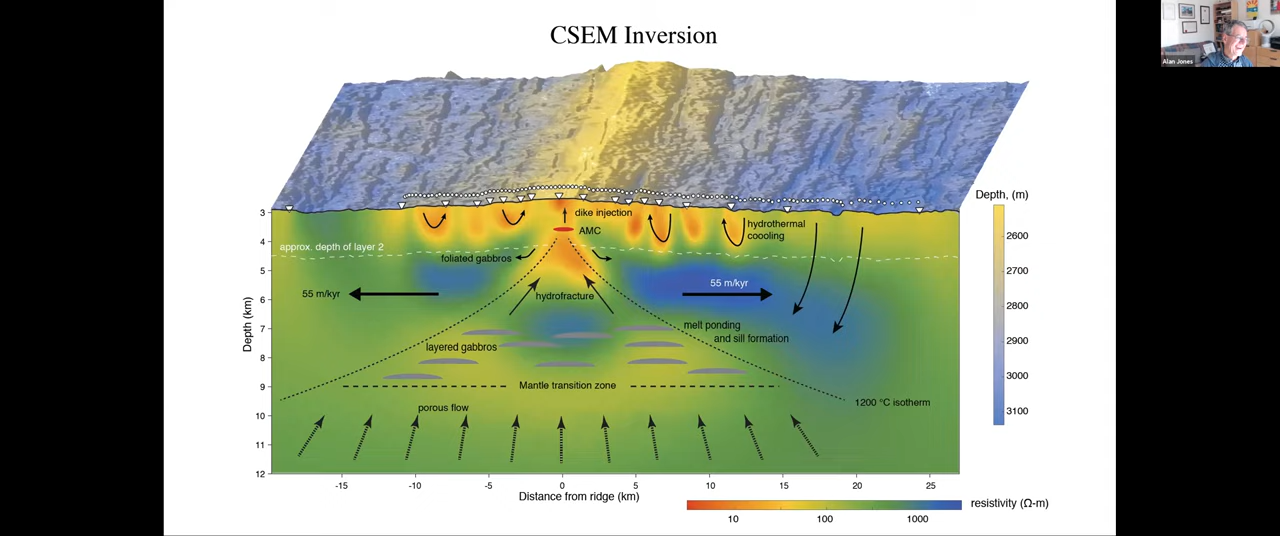 CSEM Inversion
Alan Jones
Depth, (m)
2600
2700
2800
2900
3000
3100
3
4
5
6
7
8
9
10
11
12
Depth (km)
dike injection
AMC
hydrothermal
coooling
approx. depth of layer 2
foliated gabbros
55 m/kyr
55 m/kyr
hydrofracture
melt ponding
and sill formation
layered gabbros
Mantle transition zone
1200 °C isotherm
porous flow
-15
-10
-5
0
5
10
15
20
25
Distance from ridge (km)
resistivity (Ω-m)
10
100
1000